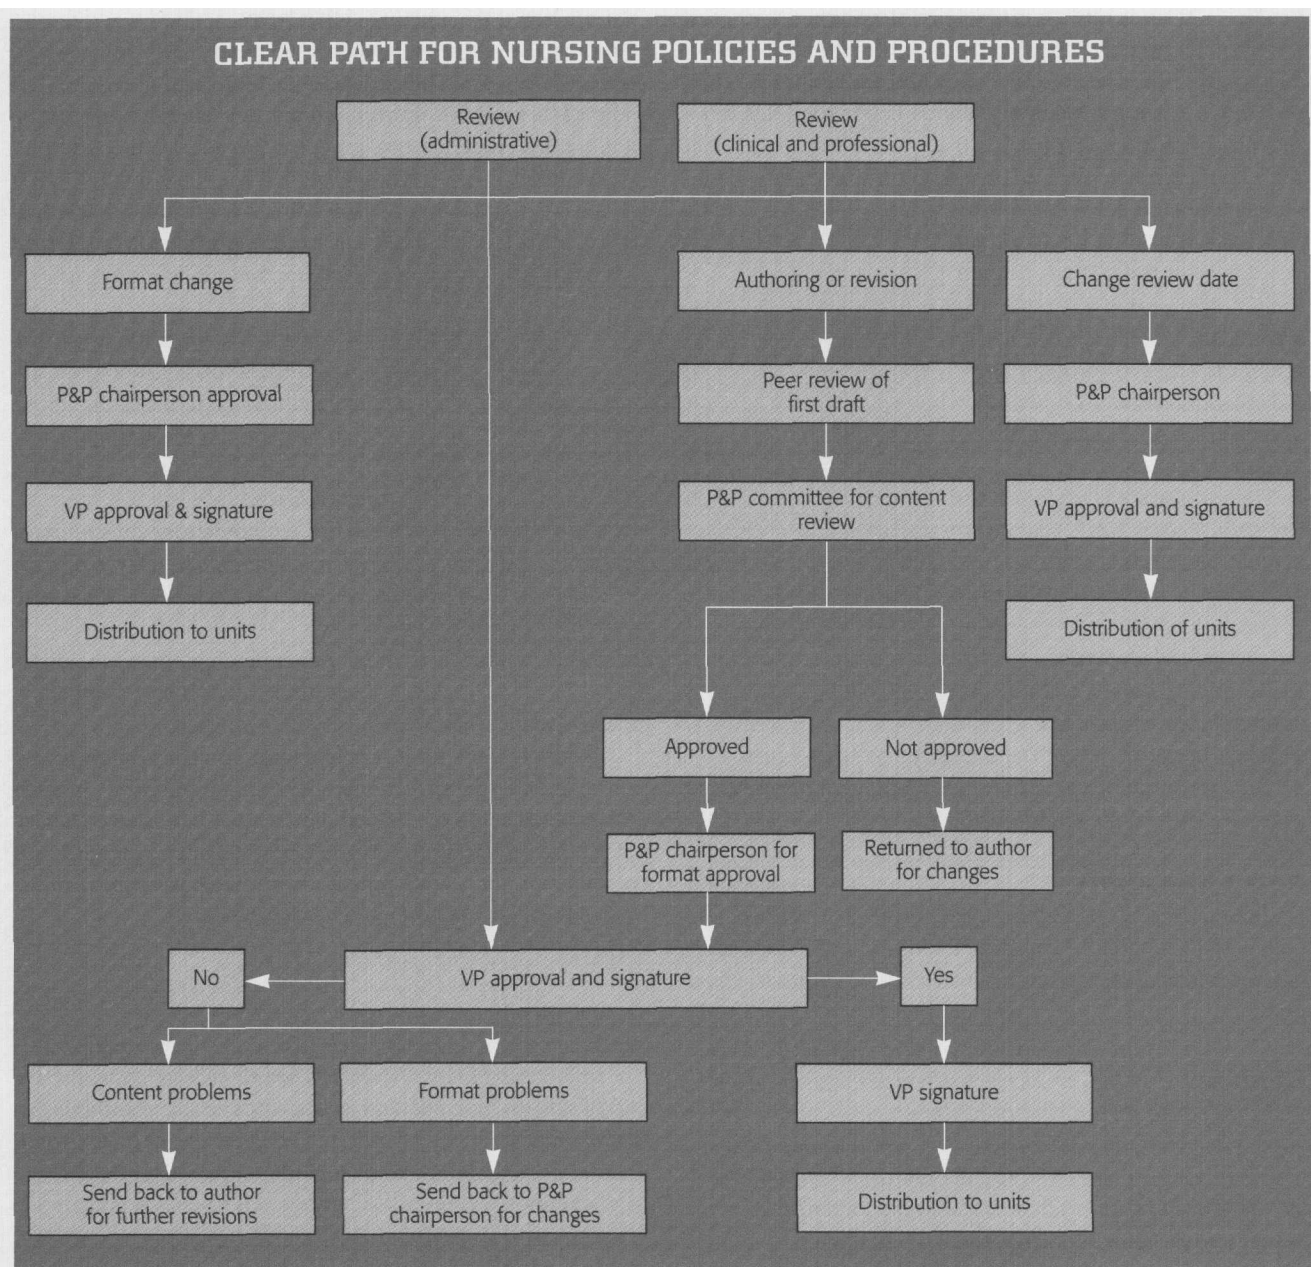 CLEAR PATH FOR NURSING POLICIES AND PROCEDURES
Review
(administrative)
Review
(clinical and professional)
Format change
Authoring or revision
Change review date
P&P chairperson approval
Peer review of
first draft
P&P chairperson
VP approval & signature
P&P committee for content
review
VP approval and signature
Distribution to units
Distribution of units
Approved
Not approved
P&P chairperson for
format approval
Returned to author
for changes
No
VP approval and signature
Yes
Content problems
Format problems
VP signature
Send back to author
for further revisions
Send back to P&P
chairperson for changes
Distribution to units